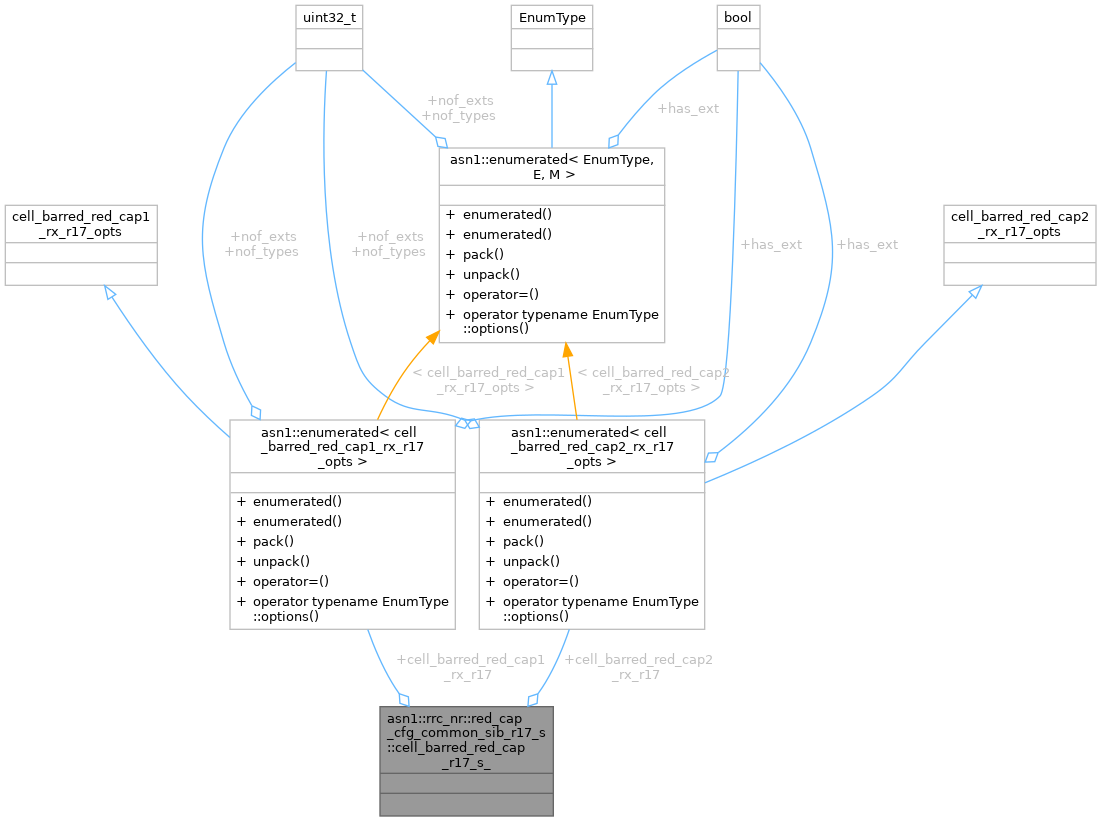 uint32_t
EnumType
bool
+nof_exts
+nof_types
+has_ext
asn1::enumerated< EnumType,
E, M >
+ enumerated()
+ enumerated()
+ pack()
+ unpack()
+ operator=()
+ operator typename EnumType
::options()
cell_barred_red_cap1
_rx_r17_opts
cell_barred_red_cap2
_rx_r17_opts
+nof_exts
+nof_types
+nof_exts
+nof_types
+has_ext
+has_ext
< cell_barred_red_cap1
_rx_r17_opts >
< cell_barred_red_cap2
_rx_r17_opts >
asn1::enumerated< cell
_barred_red_cap1_rx_r17
_opts >
+ enumerated()
+ enumerated()
+ pack()
+ unpack()
+ operator=()
+ operator typename EnumType
::options()
asn1::enumerated< cell
_barred_red_cap2_rx_r17
_opts >
+ enumerated()
+ enumerated()
+ pack()
+ unpack()
+ operator=()
+ operator typename EnumType
::options()
+cell_barred_red_cap1
_rx_r17
+cell_barred_red_cap2
_rx_r17
asn1::rrc_nr::red_cap
_cfg_common_sib_r17_s
::cell_barred_red_cap
_r17_s_